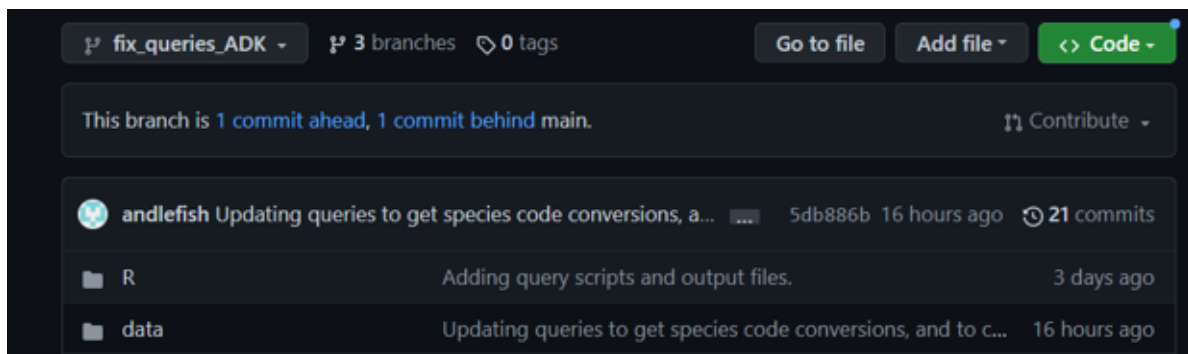 fix_queries_ADK 3 branches 0 tags Go to file Add file <> Code
This branch is 1 commit ahead, 1 commit behind main. Contribute
andlefish Updating queries to get species code conversions, a... ... 5db886b 16 hours ago 21 commits
R Adding query scripts and output files. 3 days ago
data Updating queries to get species code conversions, and to c... 16 hours ago